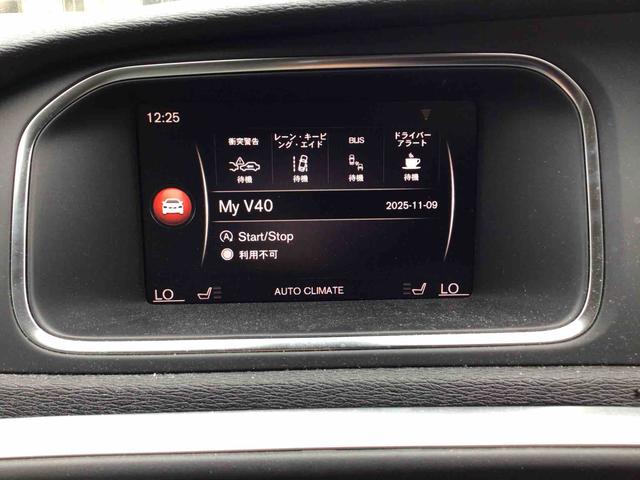 12:25
衝突警告
レーン・キーピ
ング・エイド
BLIS
ドライバー
アラート
待機
待機
待機
待機
My V40
2025-11-09
Start/Stop
利用不可
LO
AUTO CLIMATE
LO